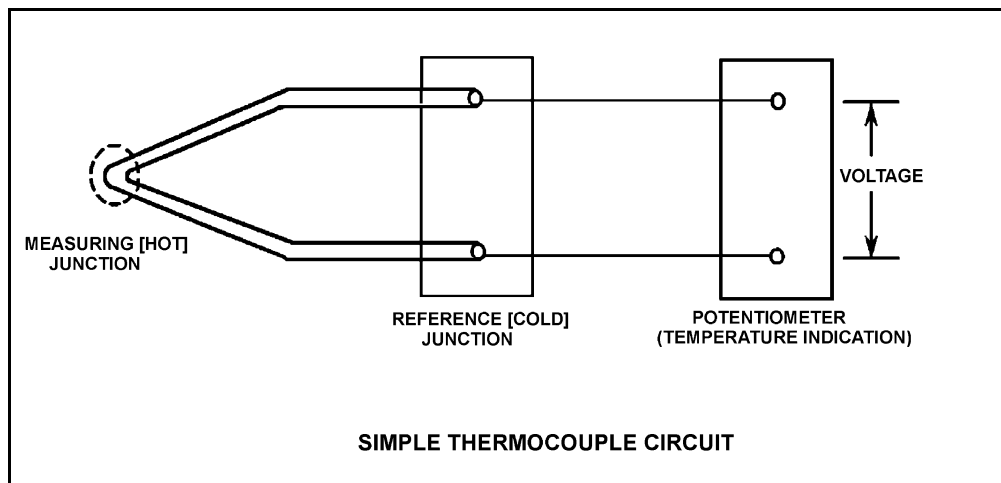 MEASURING [HOT]
JUNCTION
REFERENCE [COLD]
JUNCTION
VOLTAGE
POTENTIOMETER
(TEMPERATURE INDICATION)
SIMPLE THERMOCOUPLE CIRCUIT